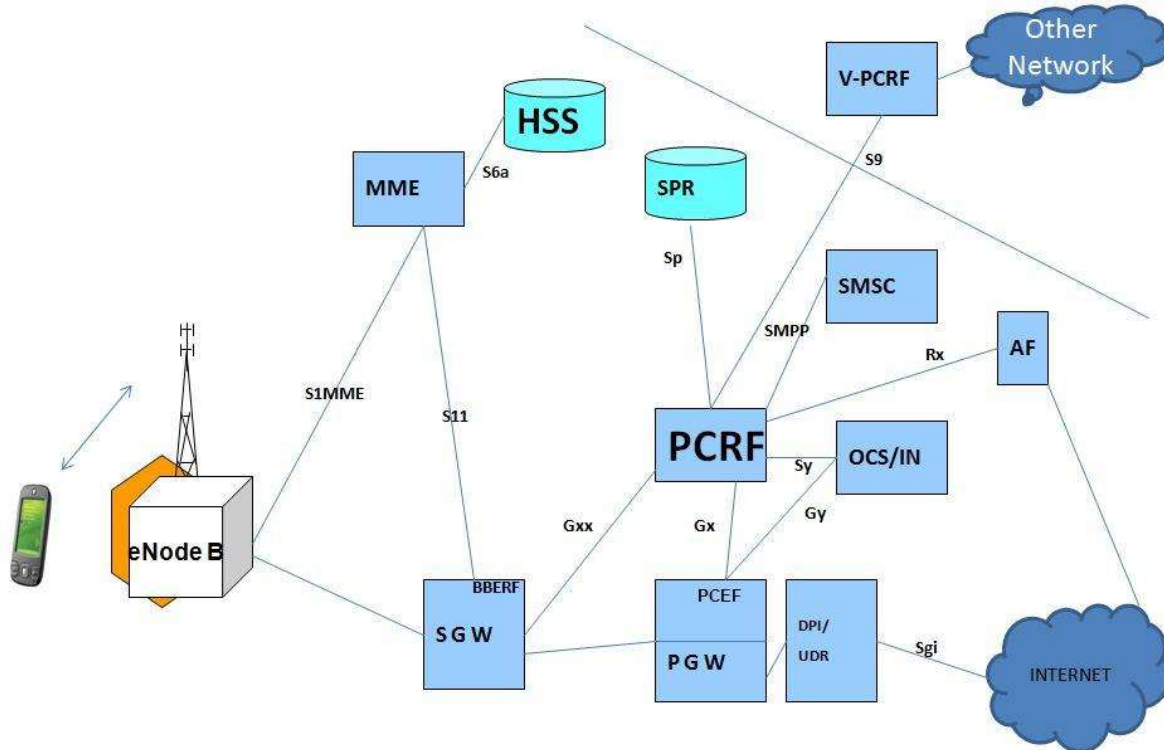 Other
Network
V-PCRF
HSS
S9
MME
S6a
SPR
Sp
SMSC
SMPP
AF
Rx
S1MME
S11
PCRF
Sy
OCS/IN
Gxx
Gx
Gy
eNode B
BBERF
PCEF
S G W
DPI/
UDR
Sgi
P G W
INTERNET